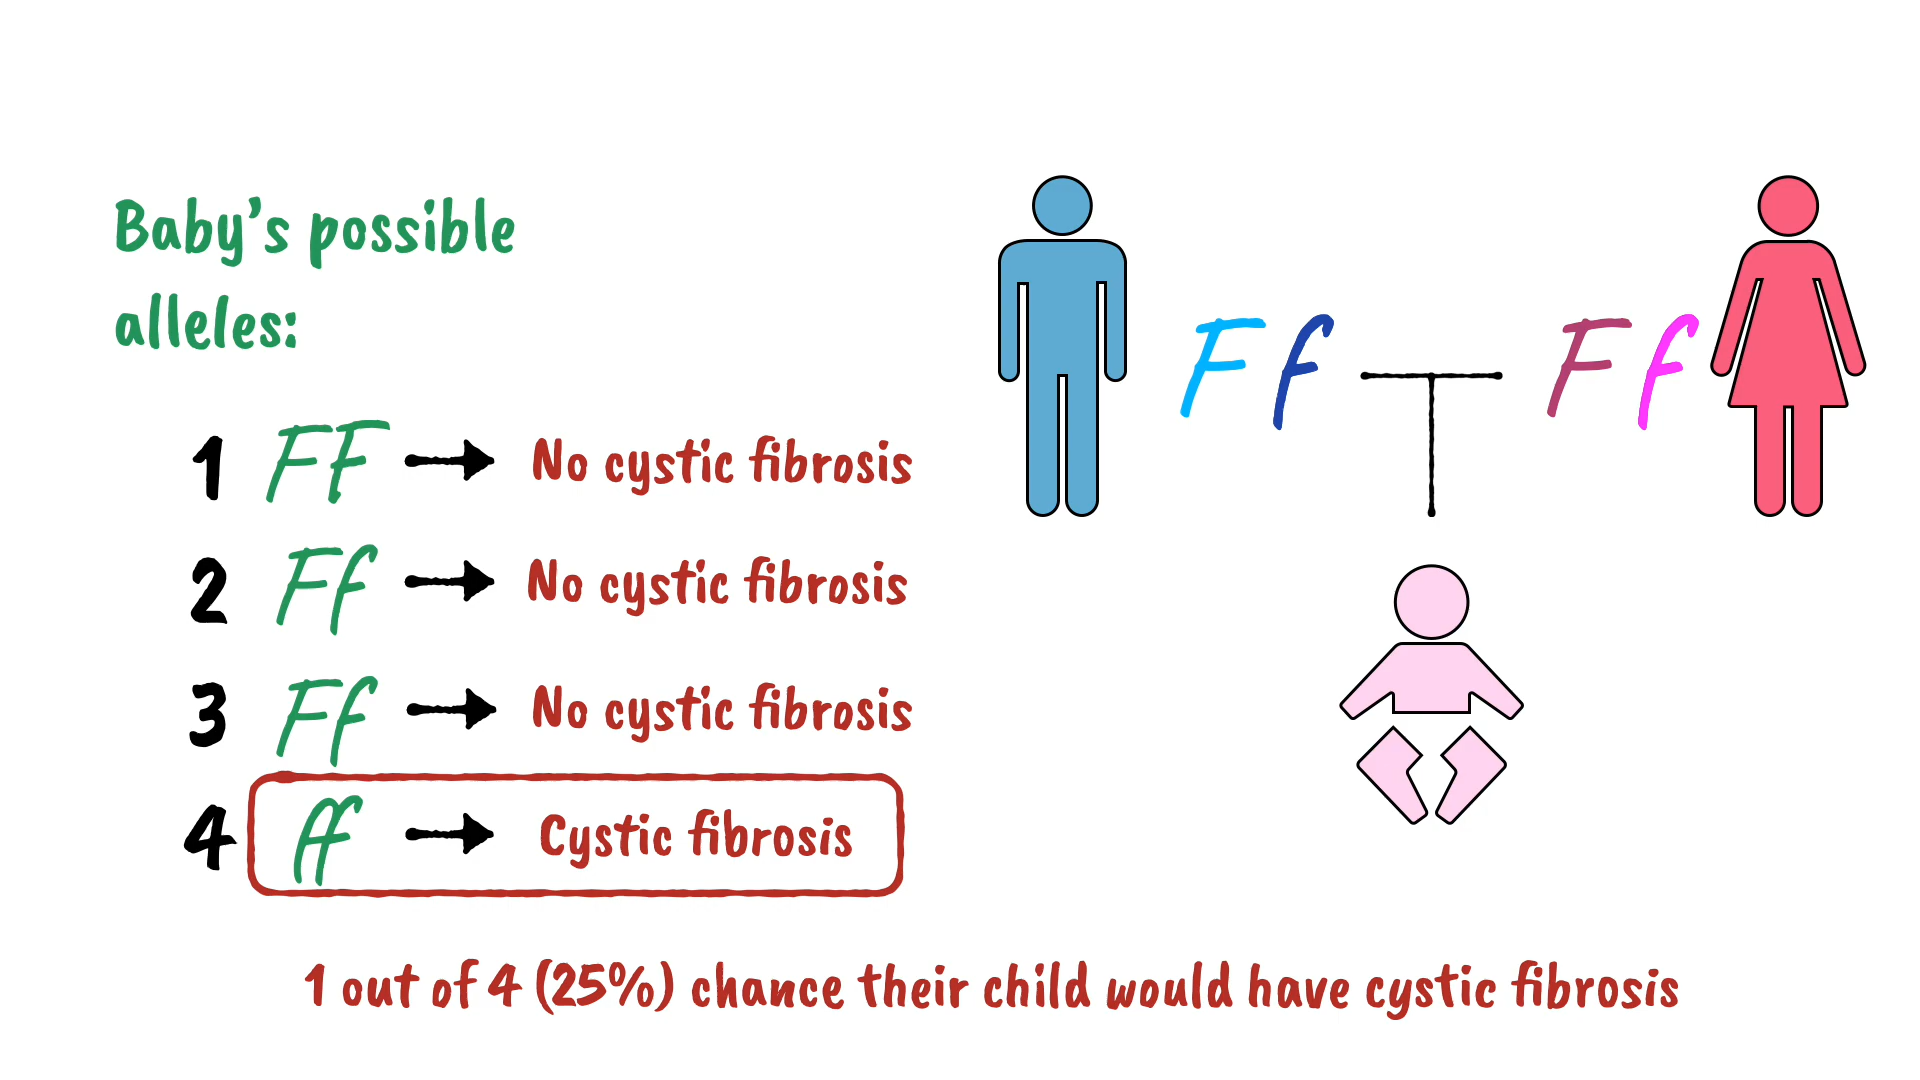 Baby's possible
alleles:
Ff
Ff
1 FF → No cystic fibrosis
2 Ff → No cystic fibrosis
3 Ff → No cystic fibrosis
4 ff → Cystic fibrosis
1 out of 4 (25%) chance their child would have cystic fibrosis